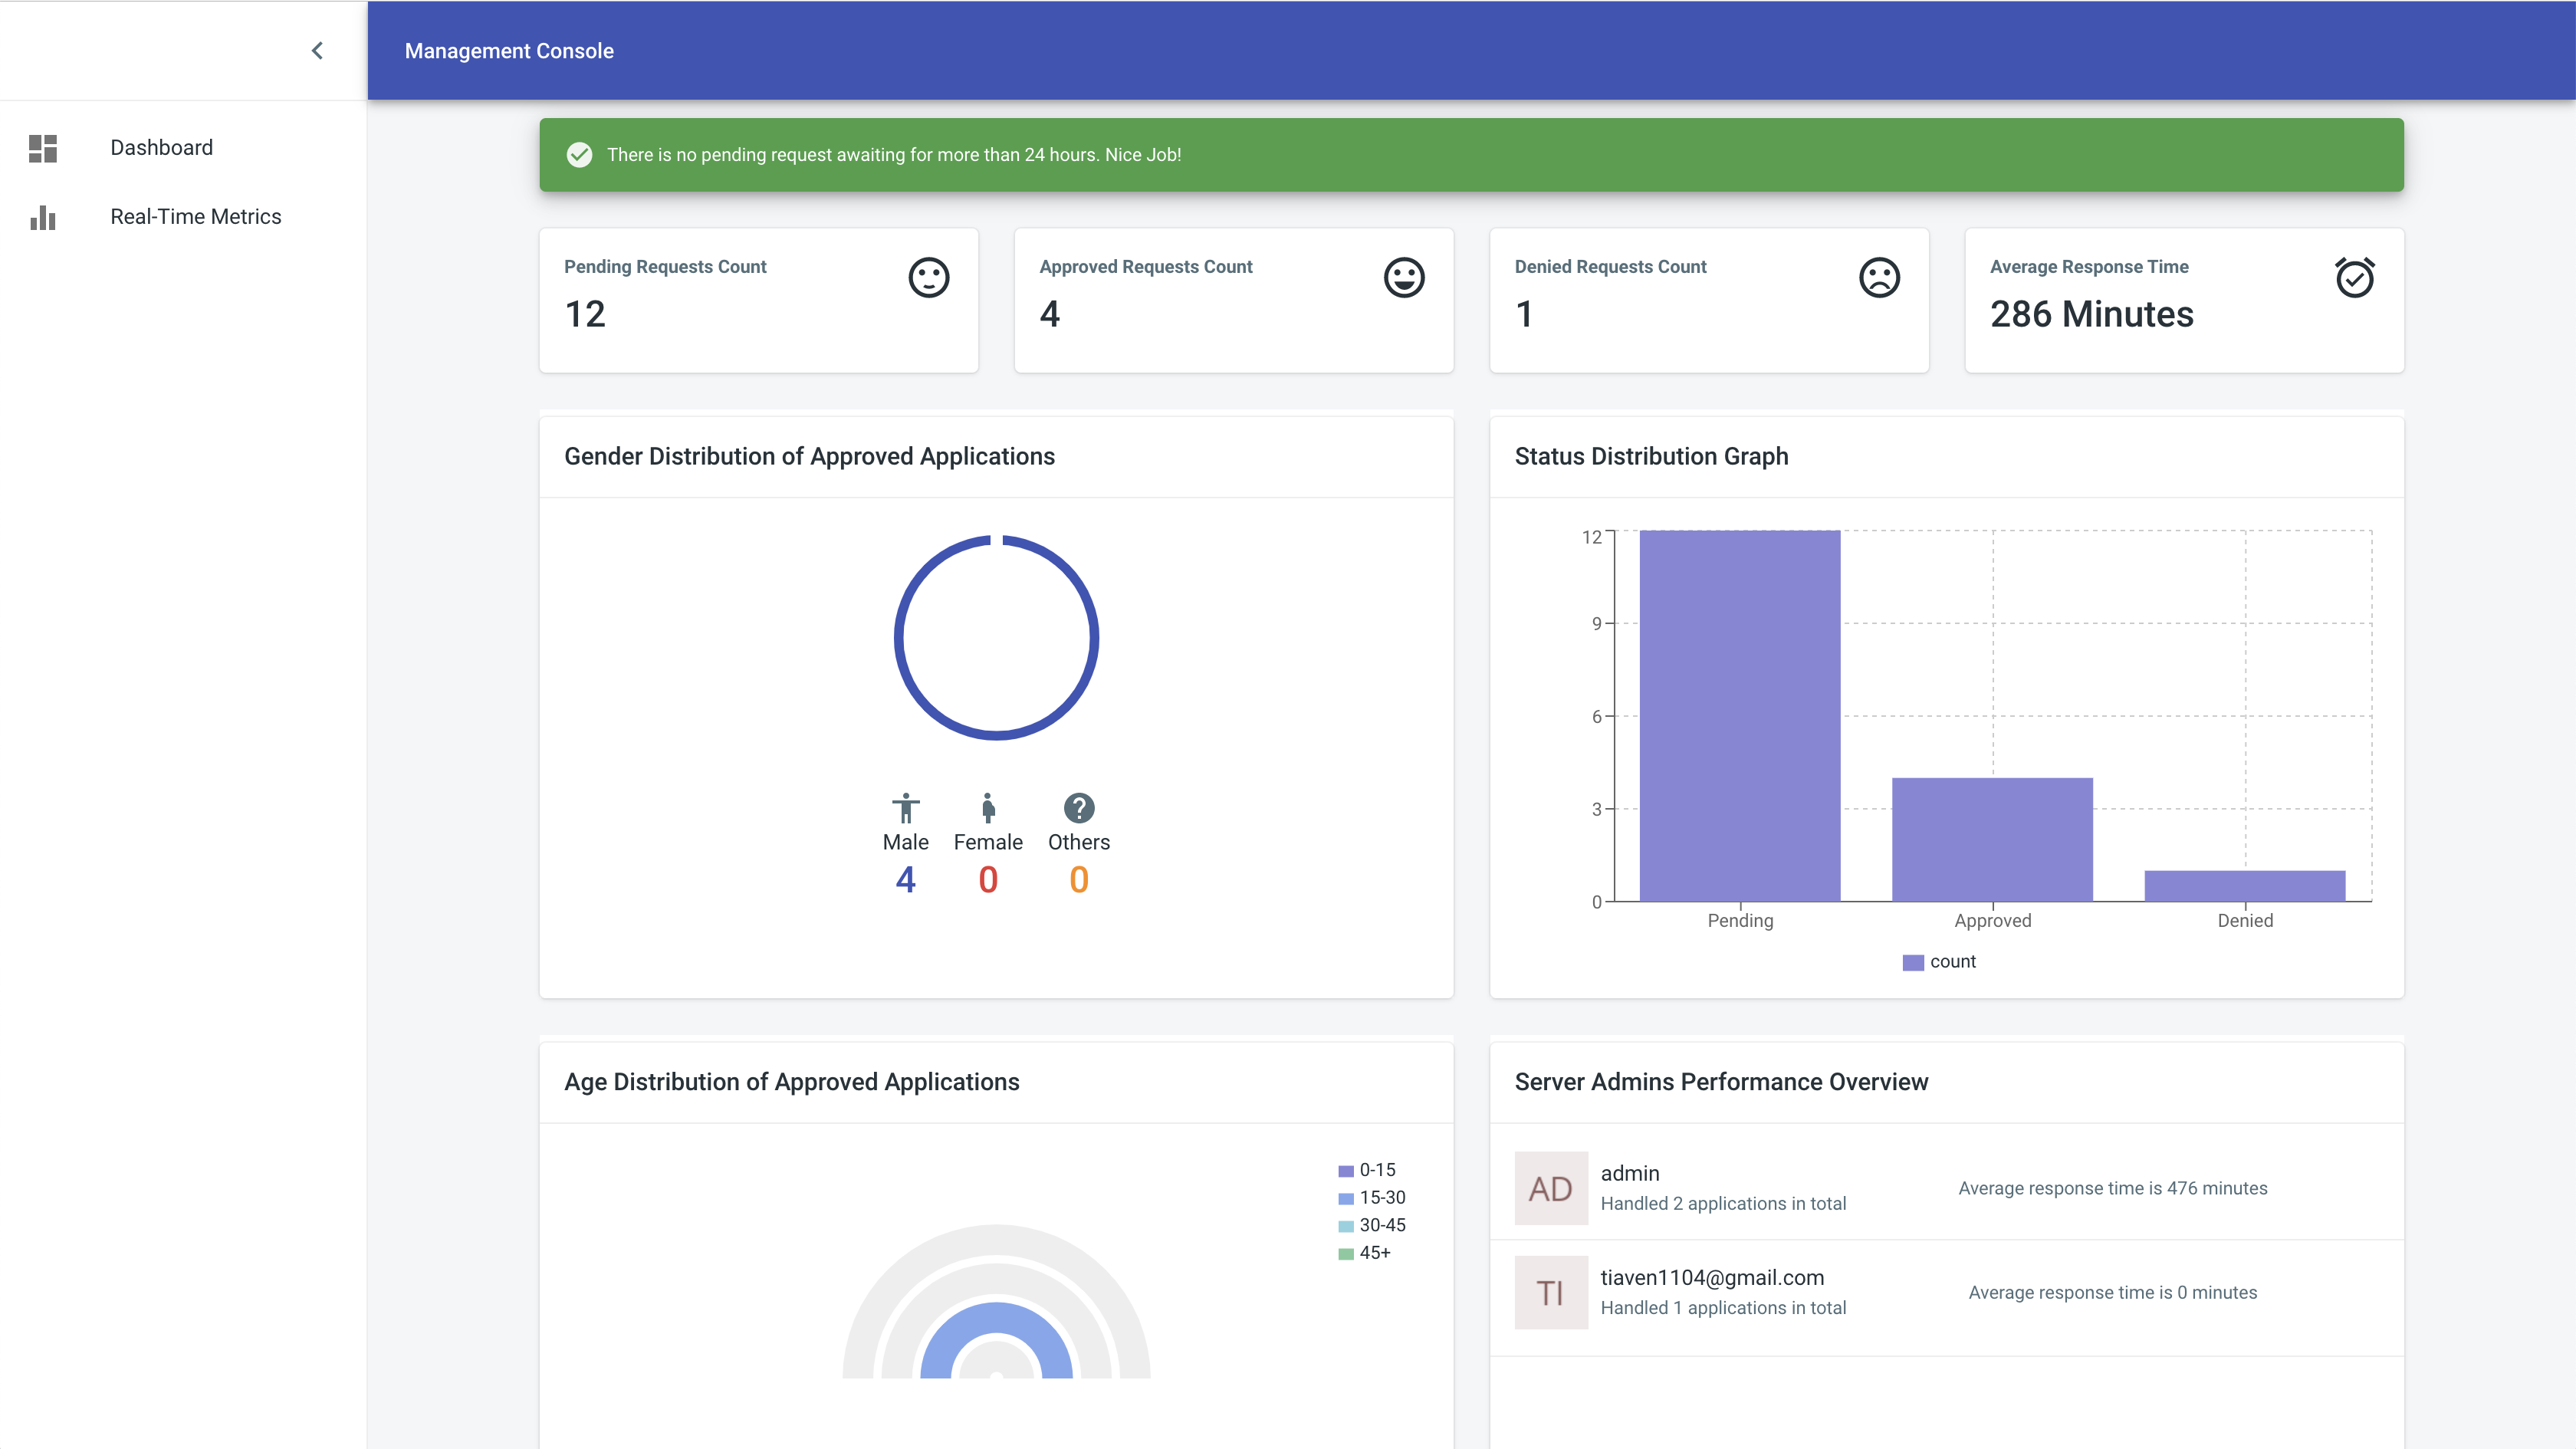 Management Console
Dashboard
Real-Time Metrics
There is no pending request awaiting for more than 24 hours. Nice Job!
Pending Requests Count
12
Approved Requests Count
4
Denied Requests Count
1
Average Response Time
286 Minutes
Gender Distribution of Approved Applications
Male Female Others
4 0 0
Status Distribution Graph
12
9
6
3
0
Pending Approved Denied
count
Age Distribution of Approved Applications
0-15
15-30
30-45
45+
Server Admins Performance Overview
AD
admin
Handled 2 applications in total
Average response time is 476 minutes
TI
tiaven1104@gmail.com
Handled 1 applications in total
Average response time is 0 minutes